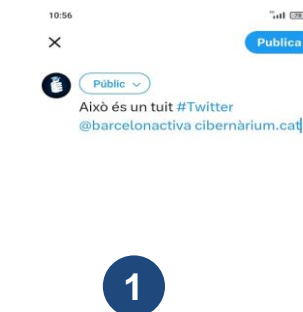 10:56
Publica
Públic
Això és un tuit #Twitter
@barcelonactiva cibernàrium.cat
1